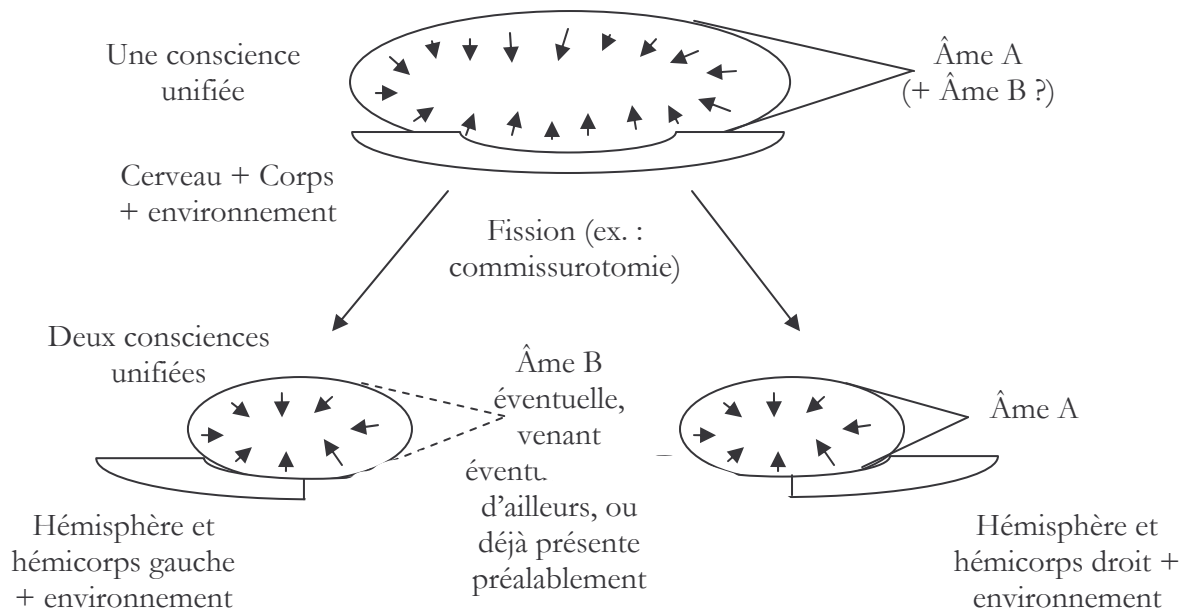 Une conscience
unifiée
Âme A
(+ Âme B ?)
Cerveau + Corps
+ environnement
Fission (ex. :
commissurotomie)
Deux consciences
unifiées
Âme B
éventuelle,
venant
d’ailleurs, ou
déjà présente
préalablement
Âme A
Hémisphère et
hémicorps gauche
+ environnement
Hémisphère et
hémicorps droit +
environnement